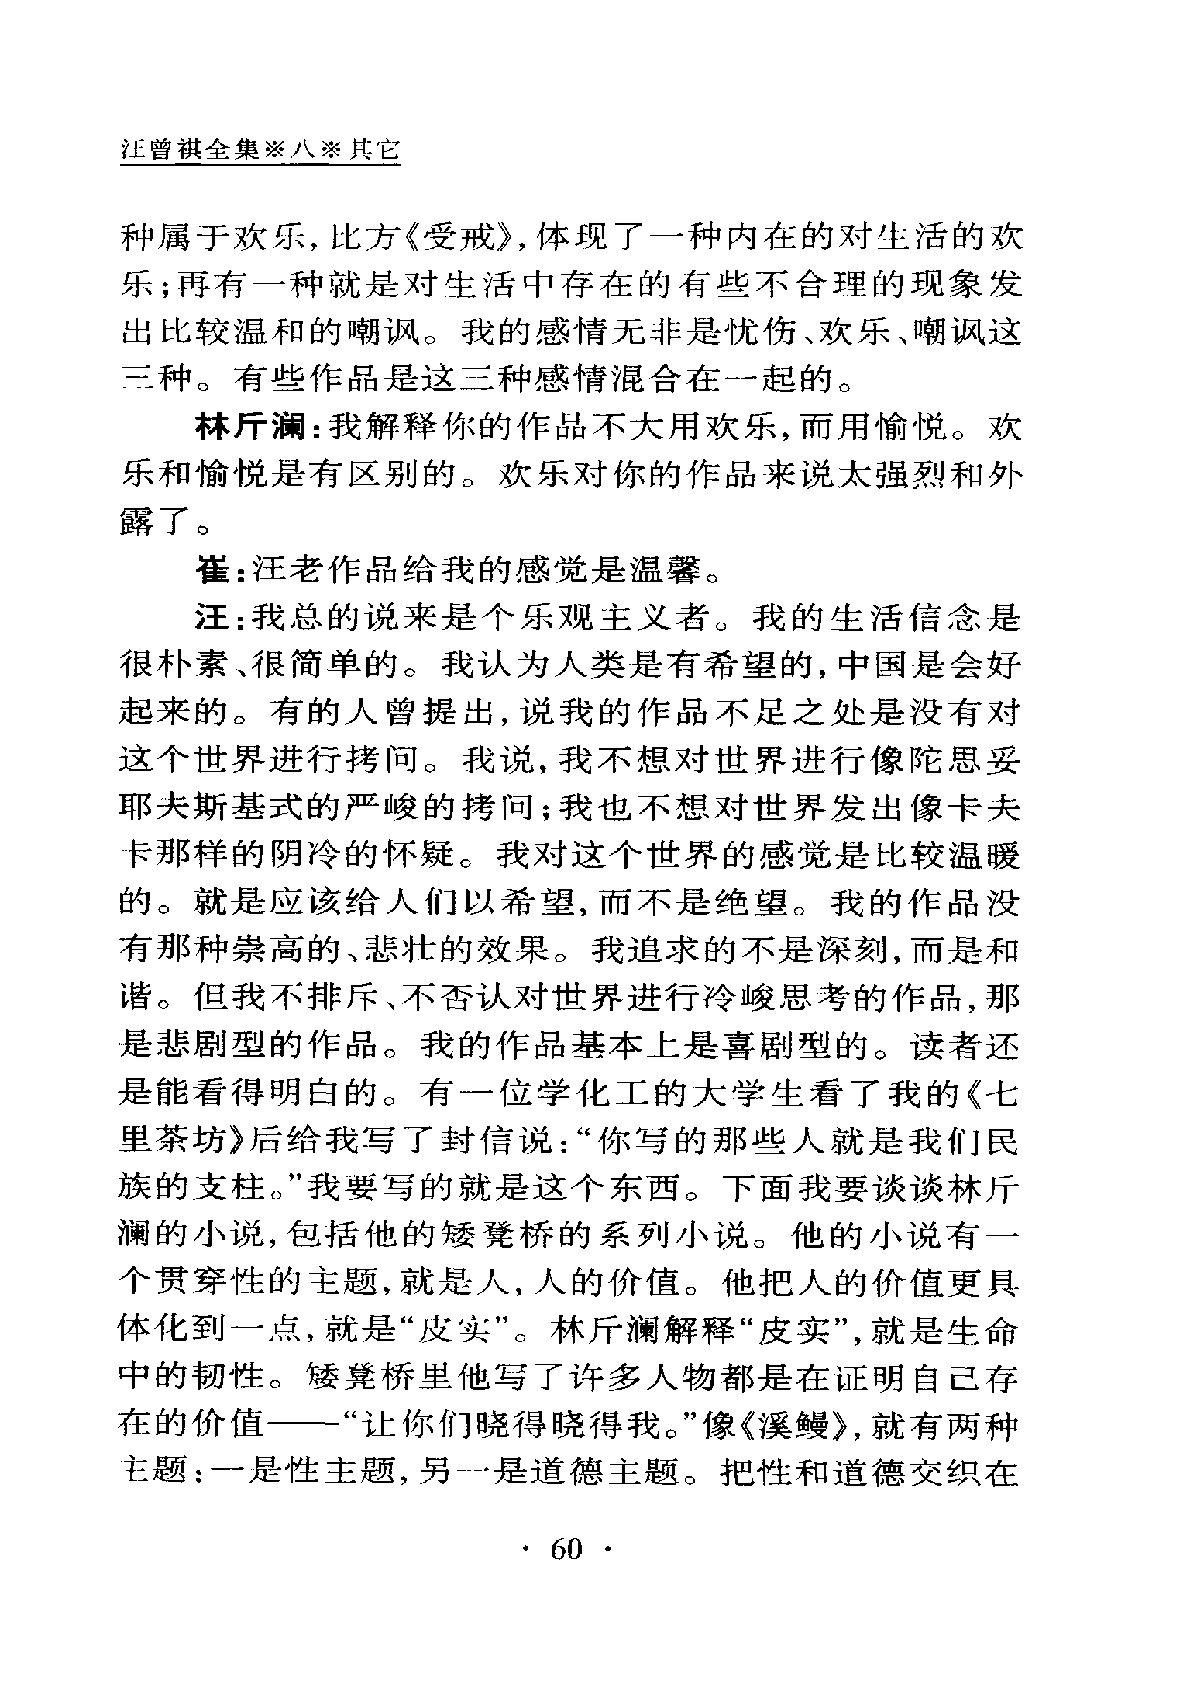 汪曾祺全集※八※其它
种属于欢乐，比方《受戒》，体现了一种内在的对生活的欢
乐；再有一种就是对生活中存在的有些不合理的现象发
出比较温和的嘲讽。我的感情无非是忧伤、欢乐、嘲讽这
三种。有些作品是这三种感情混合在一起的。
林斤澜：我解释你的作品不大用欢乐，而用愉悦。欢
乐和愉悦是有区别的。欢乐对你的作品来说太强烈和外
露了。
崔：汪老作品给我的感觉是温馨。
汪：我总的说来是个乐观主义者。我的生活信念是
很朴素、很简单的。我认为人类是有希望的，中国是会好
起来的。有的人曾提出，说我的作品不足之处是没有对
这个世界进行拷问。我说，我不想对世界进行像陀思妥
耶夫斯基式的严峻的拷问；我也不想对世界发出像卡夫
卡那样的阴冷的怀疑。我对这个世界的感觉是比较温暖
的。就是应该给人们以希望，而不是绝望。我的作品没
有那种崇高的、悲壮的效果。我追求的不是深刻，而是和
谐。但我不排斥、不否认对世界进行冷峻思考的作品，那
是悲剧型的作品。我的作品基本上是喜剧型的。读者还
是能看得明白的。有一位学化工的大学生看了我的《七
里茶坊》后给我写了封信说：“你写的那些人就是我们民
族的支柱。”我要写的就是这个东西。下面我要谈谈林斤
澜的小说，包括他的矮凳桥的系列小说。他的小说有一
个贯穿性的主题，就是人，人的价值。他把人的价值更具
体化到一点，就是“皮实”。林斤澜解释“皮实”，就是生命
中的韧性。矮凳桥里他写了许多人物都是在证明自己存
在的价值——“让你们晓得晓得我。”像《溪鳗》，就有两种
主题：一是性主题，另一是道德主题。把性和道德交织在
· 60 ·